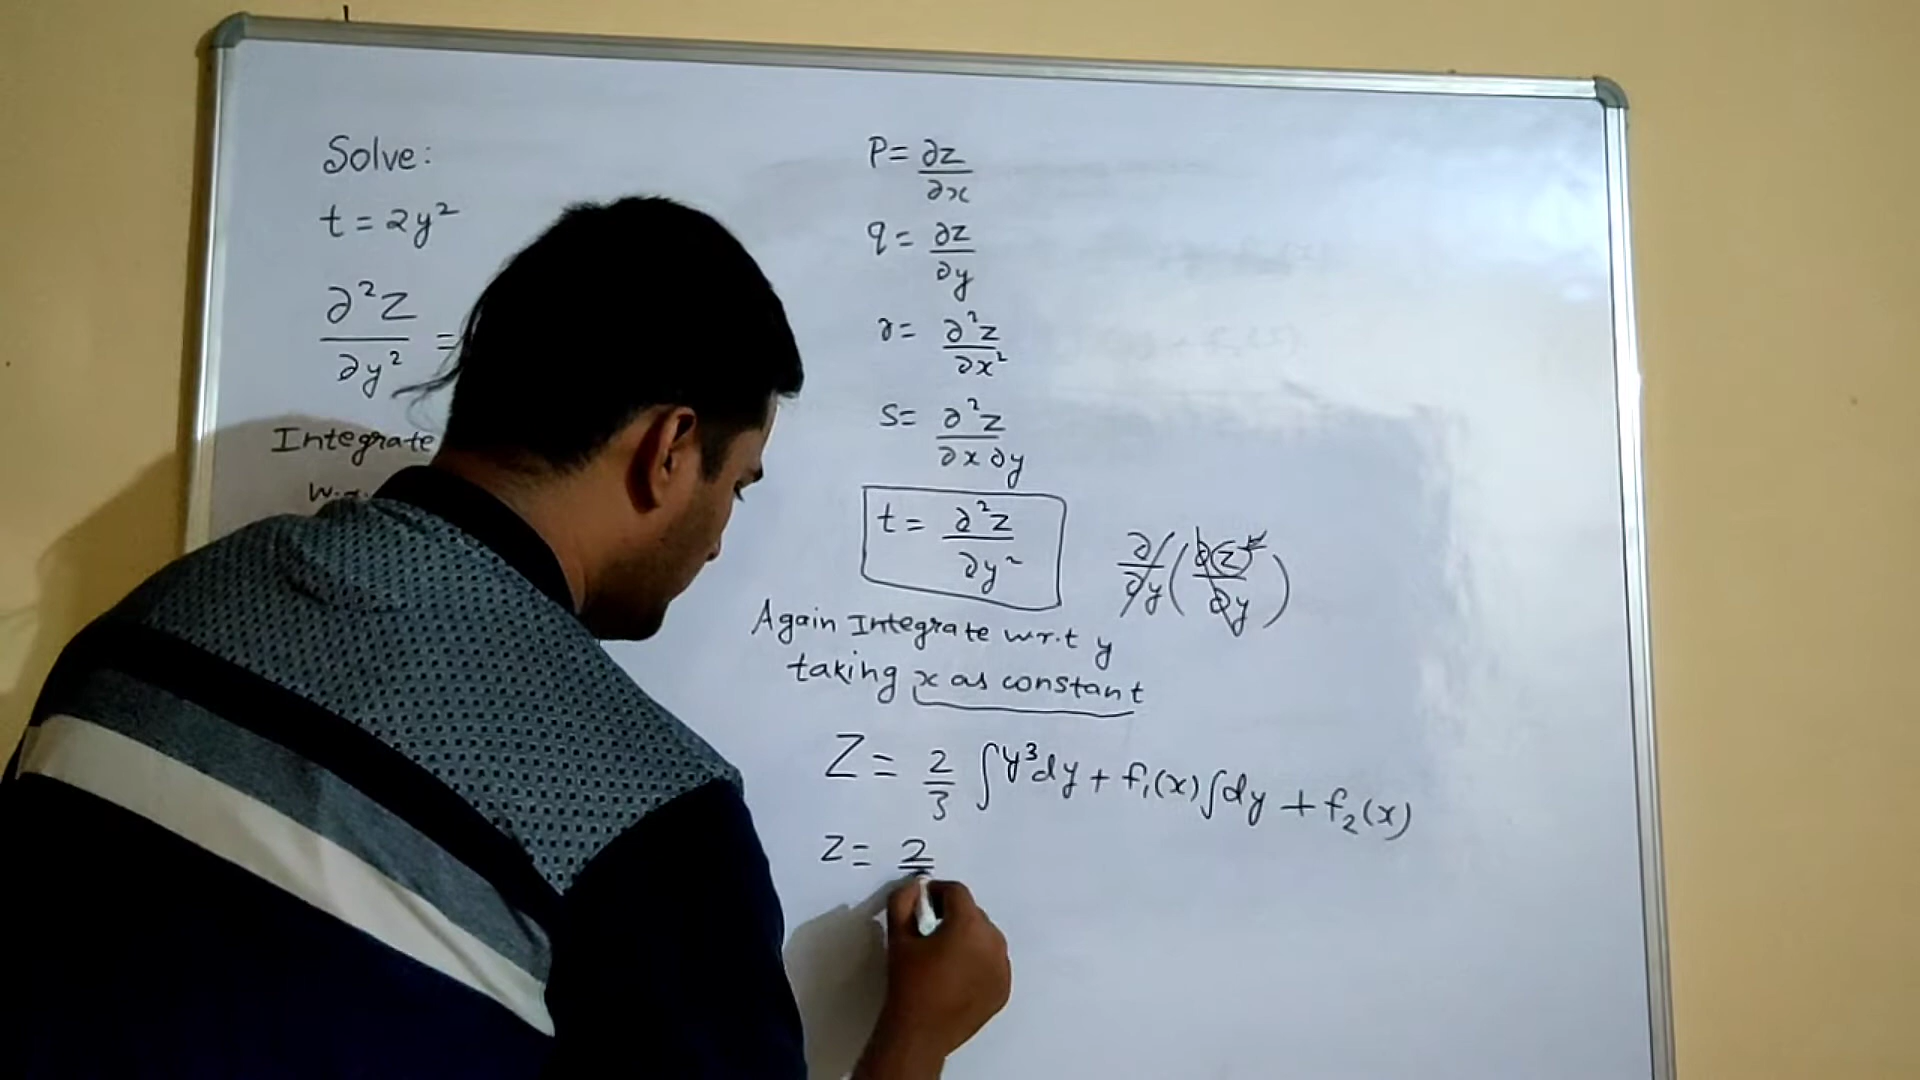 Solve:
t = 2y²
∂²Z/∂y² =
Integrate
w.r.
P = ∂z/∂x
q = ∂z/∂y
r = ∂²z/∂x²
S = ∂²z/∂x∂y
t = ∂²z/∂y²
∂/∂y (∂(z)/∂y)
Again Integrate w.r.t y
taking x as constant
Z = 2/3 ∫y³dy + f₁(x)∫dy + f₂(x)
Z = 2